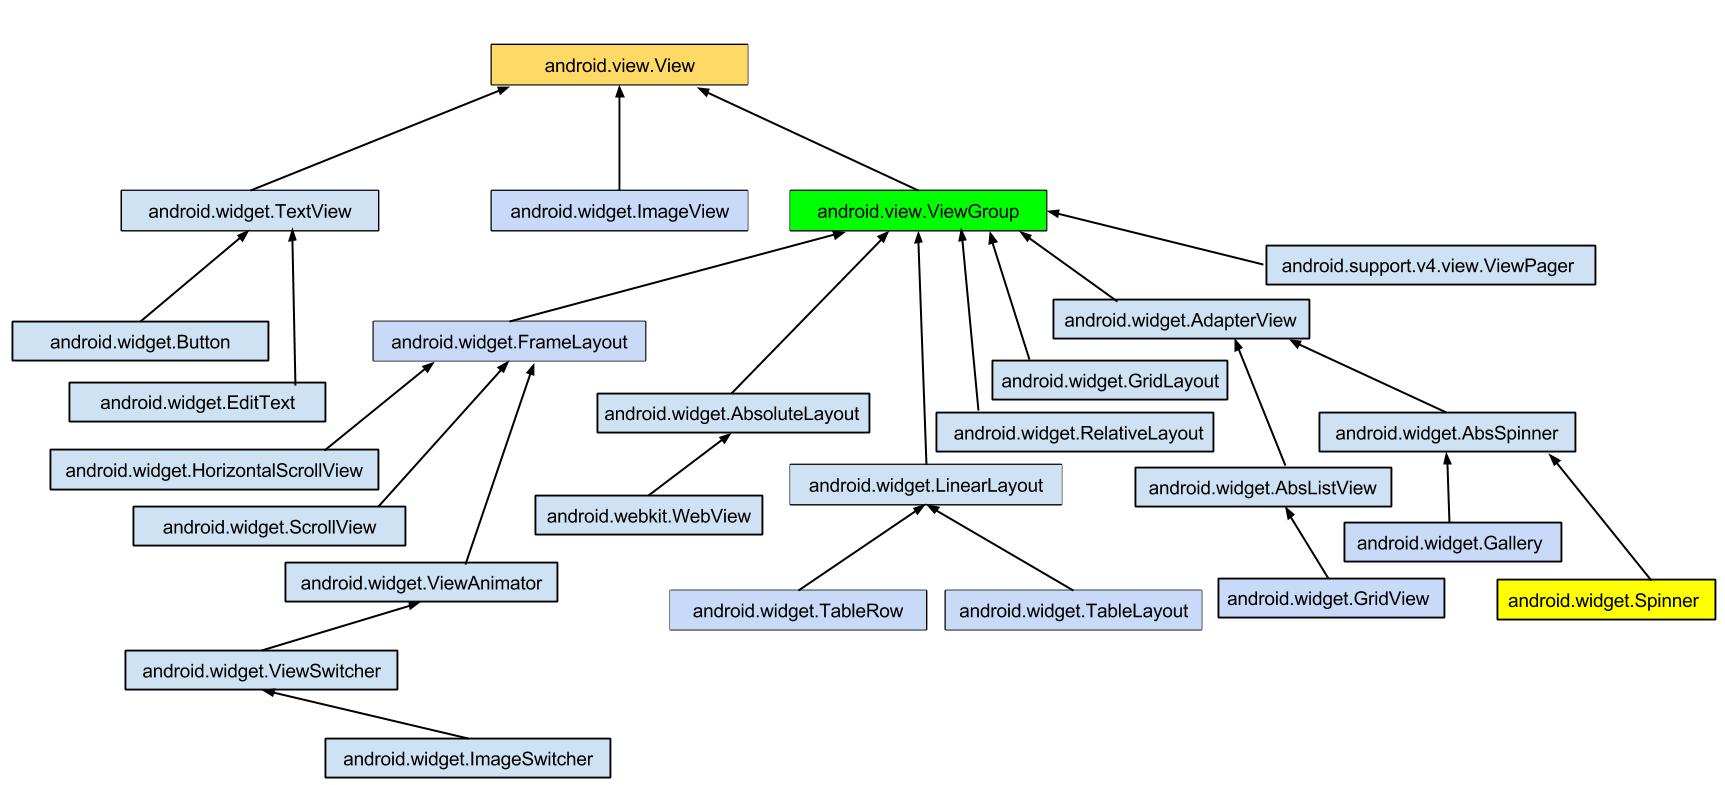 android.view.View
android.widget.TextView
android.widget.ImageView
android.view.ViewGroup
android.support.v4.view.ViewPager
android.widget.AdapterView
android.widget.Button
android.widget.FrameLayout
android.widget.GridLayout
android.widget.EditText
android.widget.AbsoluteLayout
android.widget.RelativeLayout
android.widget.AbsSpinner
android.widget.HorizontalScrollView
android.widget.LinearLayout
android.widget.AbsListView
android.widget.ScrollView
android.webkit.WebView
android.widget.Gallery
android.widget.ViewAnimator
android.widget.TableRow
android.widget.TableLayout
android.widget.GridView
android.widget.Spinner
android.widget.ViewSwitcher
android.widget.ImageSwitcher